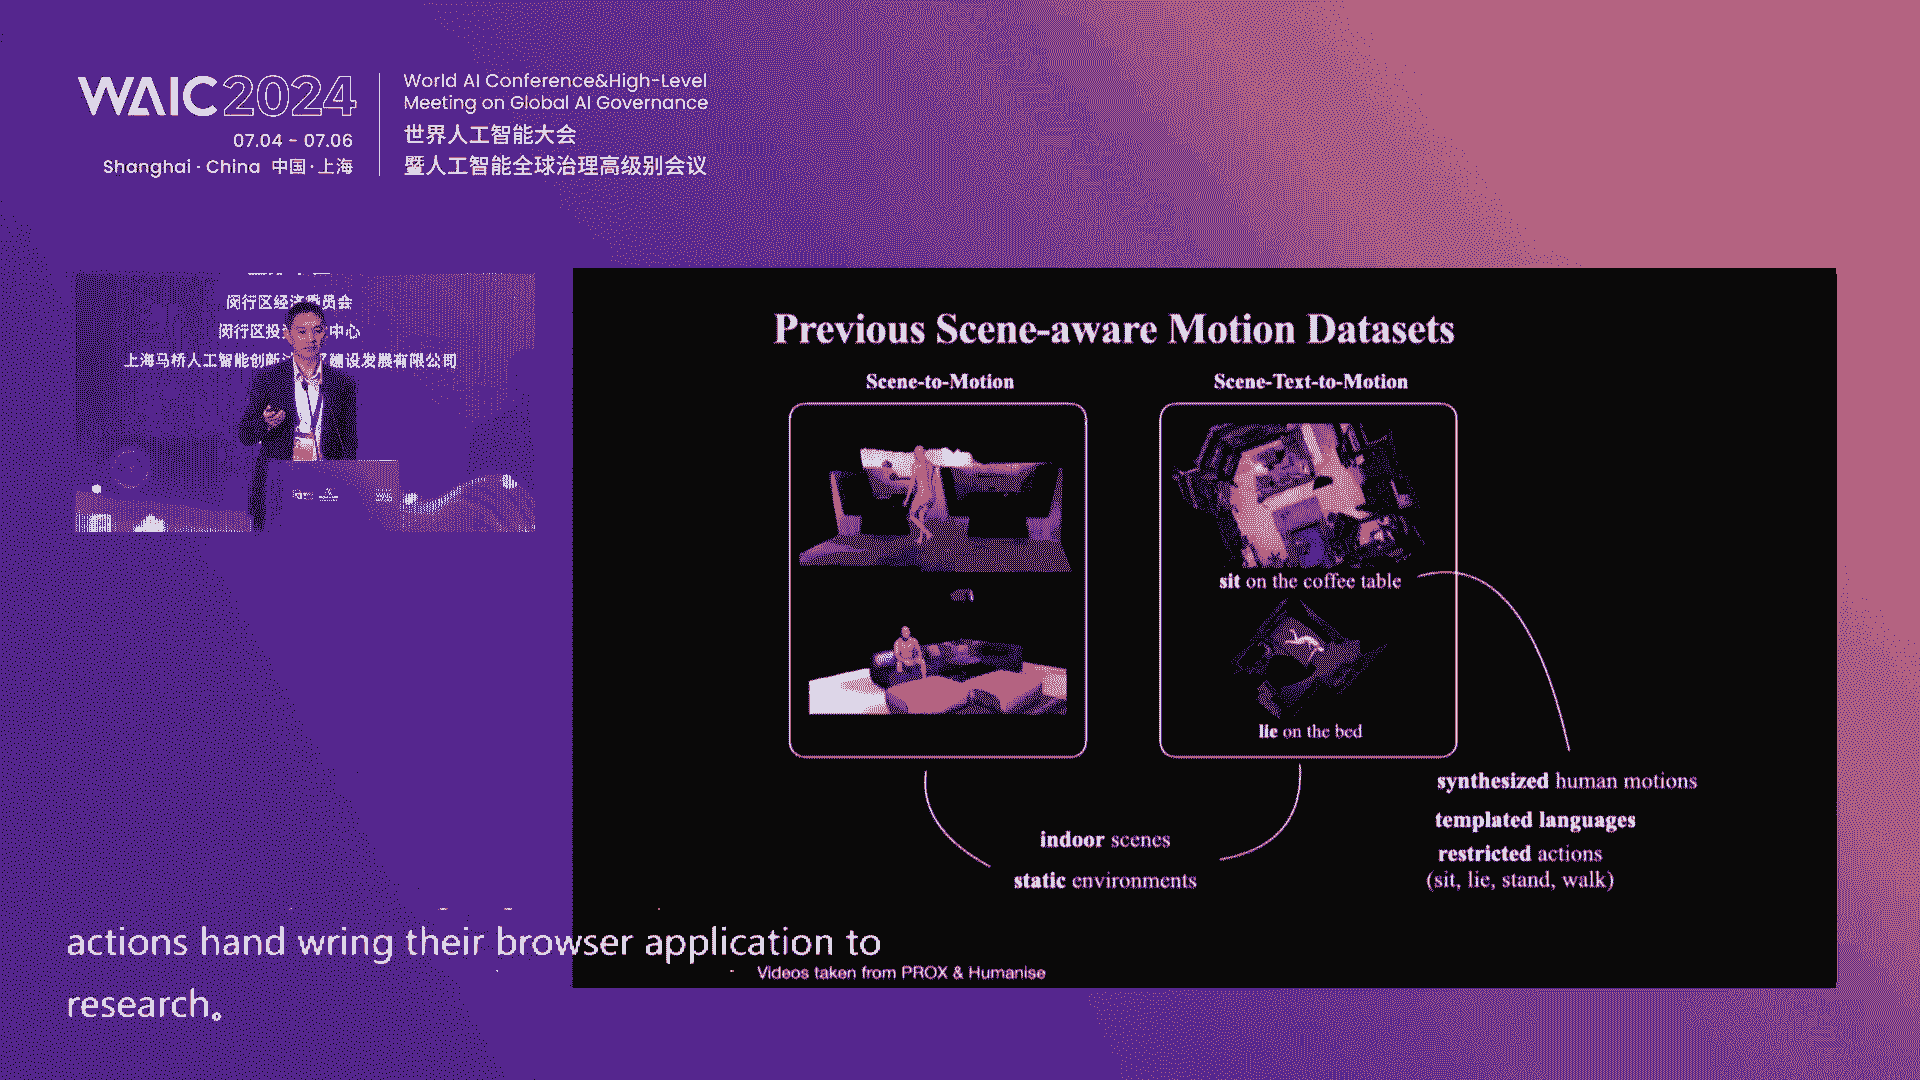 WAIC 2024
07.04 - 07.06
Shanghai · China 中国·上海
World AI Conference&High-Level
Meeting on Global AI Governance
世界人工智能大会
暨人工智能全球治理高级别会议
闵行区经济委员会
闵行区投 中心
上海马桥人工智能创新 建设发展有限公司
WAIC
Previous Scene-aware Motion Datasets
Scene-to-Motion
Scene-Text-to-Motion
sit on the coffee table
lie on the bed
synthesized human motions
templated languages
restricted actions
(sit, lie, stand, walk)
indoor scenes
static environments
Videos taken from PROX & Humanise
actions hand wring their browser application to
research。